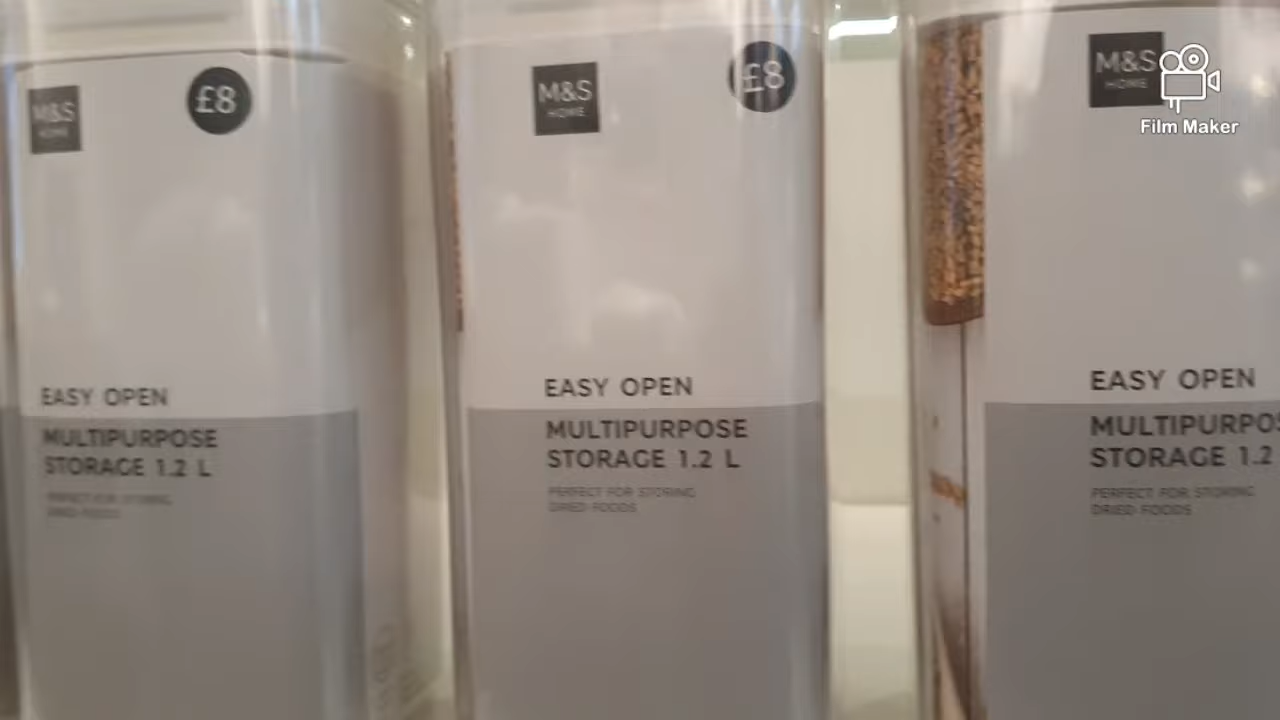 M&S
HOME
£8
EASY OPEN
MULTIPURPOSE
STORAGE 1.2 L
PERFECT FOR STORING
DRIED FOODS
M&S
HOME
£8
EASY OPEN
MULTIPURPOSE
STORAGE 1.2 L
PERFECT FOR STORING
DRIED FOODS
M&S
HOME
EASY OPEN
MULTIPURPOS
STORAGE 1.2
PERFECT FOR STORING
DRIED FOODS
Film Maker